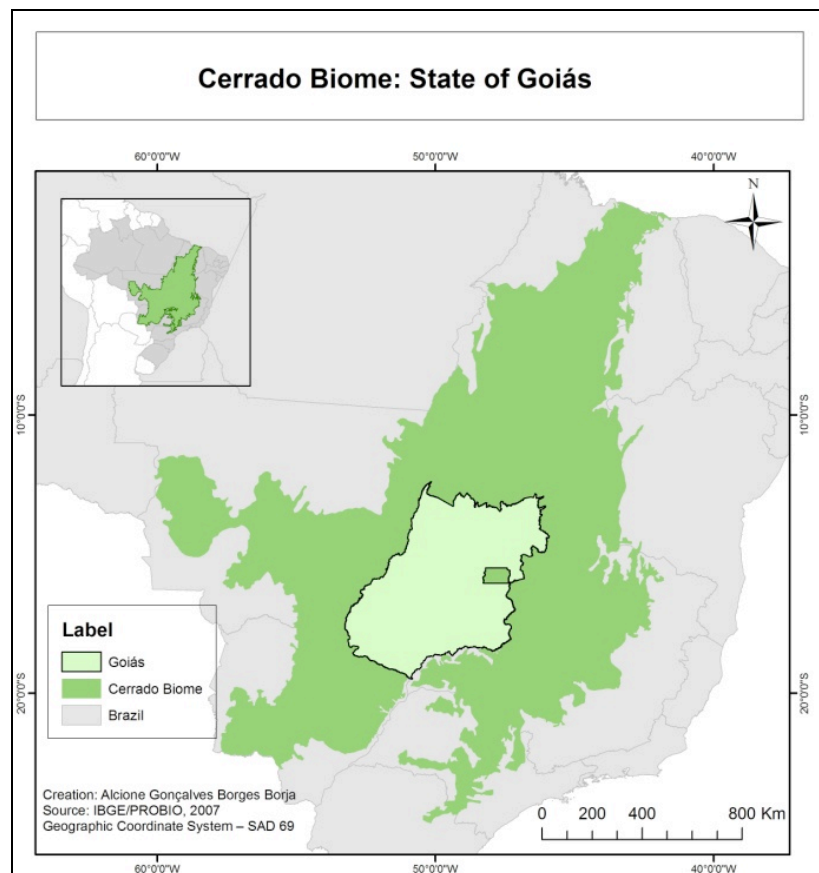 Cerrado Biome: State of Goiás
60°0'0"W 50°0'0"W 40°0'0"W
N
10°0'0"S 10°0'0"S
Label
Goiás
Cerrado Biome
Brazil
20°0'0"S 20°0'0"S
Creation: Alcione Gonçalves Borges Borja
Source: IBGE/PROBIO, 2007
Geographic Coordinate System – SAD 69
0 200 400 800 Km
60°0'0"W 50°0'0"W 40°0'0"W